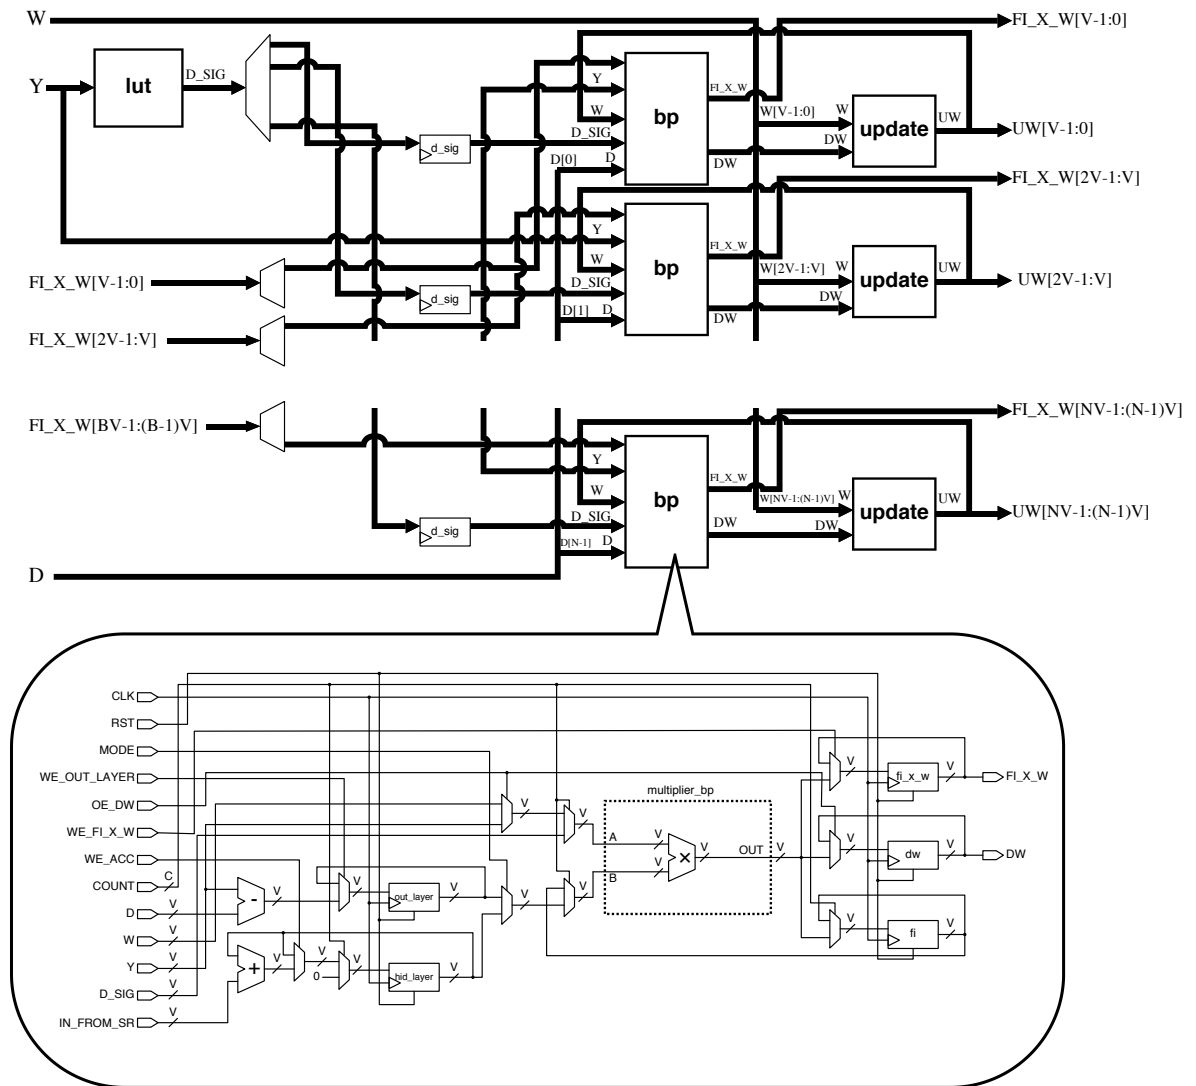 W
FI_X_W[V-1:0]
Y
lut
D_SIG
Y
W
D_SIG
D[0]
D
bp
FI_X_W
DW
W[V-1:0]
W
DW
update
UW
UW[V-1:0]
d_sig
FI_X_W[2V-1:V]
Y
W
D_SIG
D[1]
D
bp
FI_X_W
DW
W[2V-1:V]
W
DW
update
UW
UW[2V-1:V]
FI_X_W[V-1:0]
d_sig
FI_X_W[2V-1:V]
FI_X_W[BV-1:(B-1)V]
FI_X_W[NV-1:(N-1)V]
Y
W
D_SIG
D[N-1]
D
bp
FI_X_W
DW
W[NV-1:(N-1)V]
W
DW
update
UW
UW[NV-1:(N-1)V]
d_sig
D
CLK
RST
MODE
WE_OUT_LAYER
OE_DW
WE_FI_X_W
WE_ACC
COUNT
C
D
V
W
V
Y
V
D_SIG
V
IN_FROM_SR
V
-
V
V
out_layer
V
+
V
V
0
V
hid_layer
V
V
V
V
V
multiplier_bp
A
V
B
V
×
V
OUT
V
V
fi_x_w
V
FI_X_W
V
dw
V
DW
V
fi
V